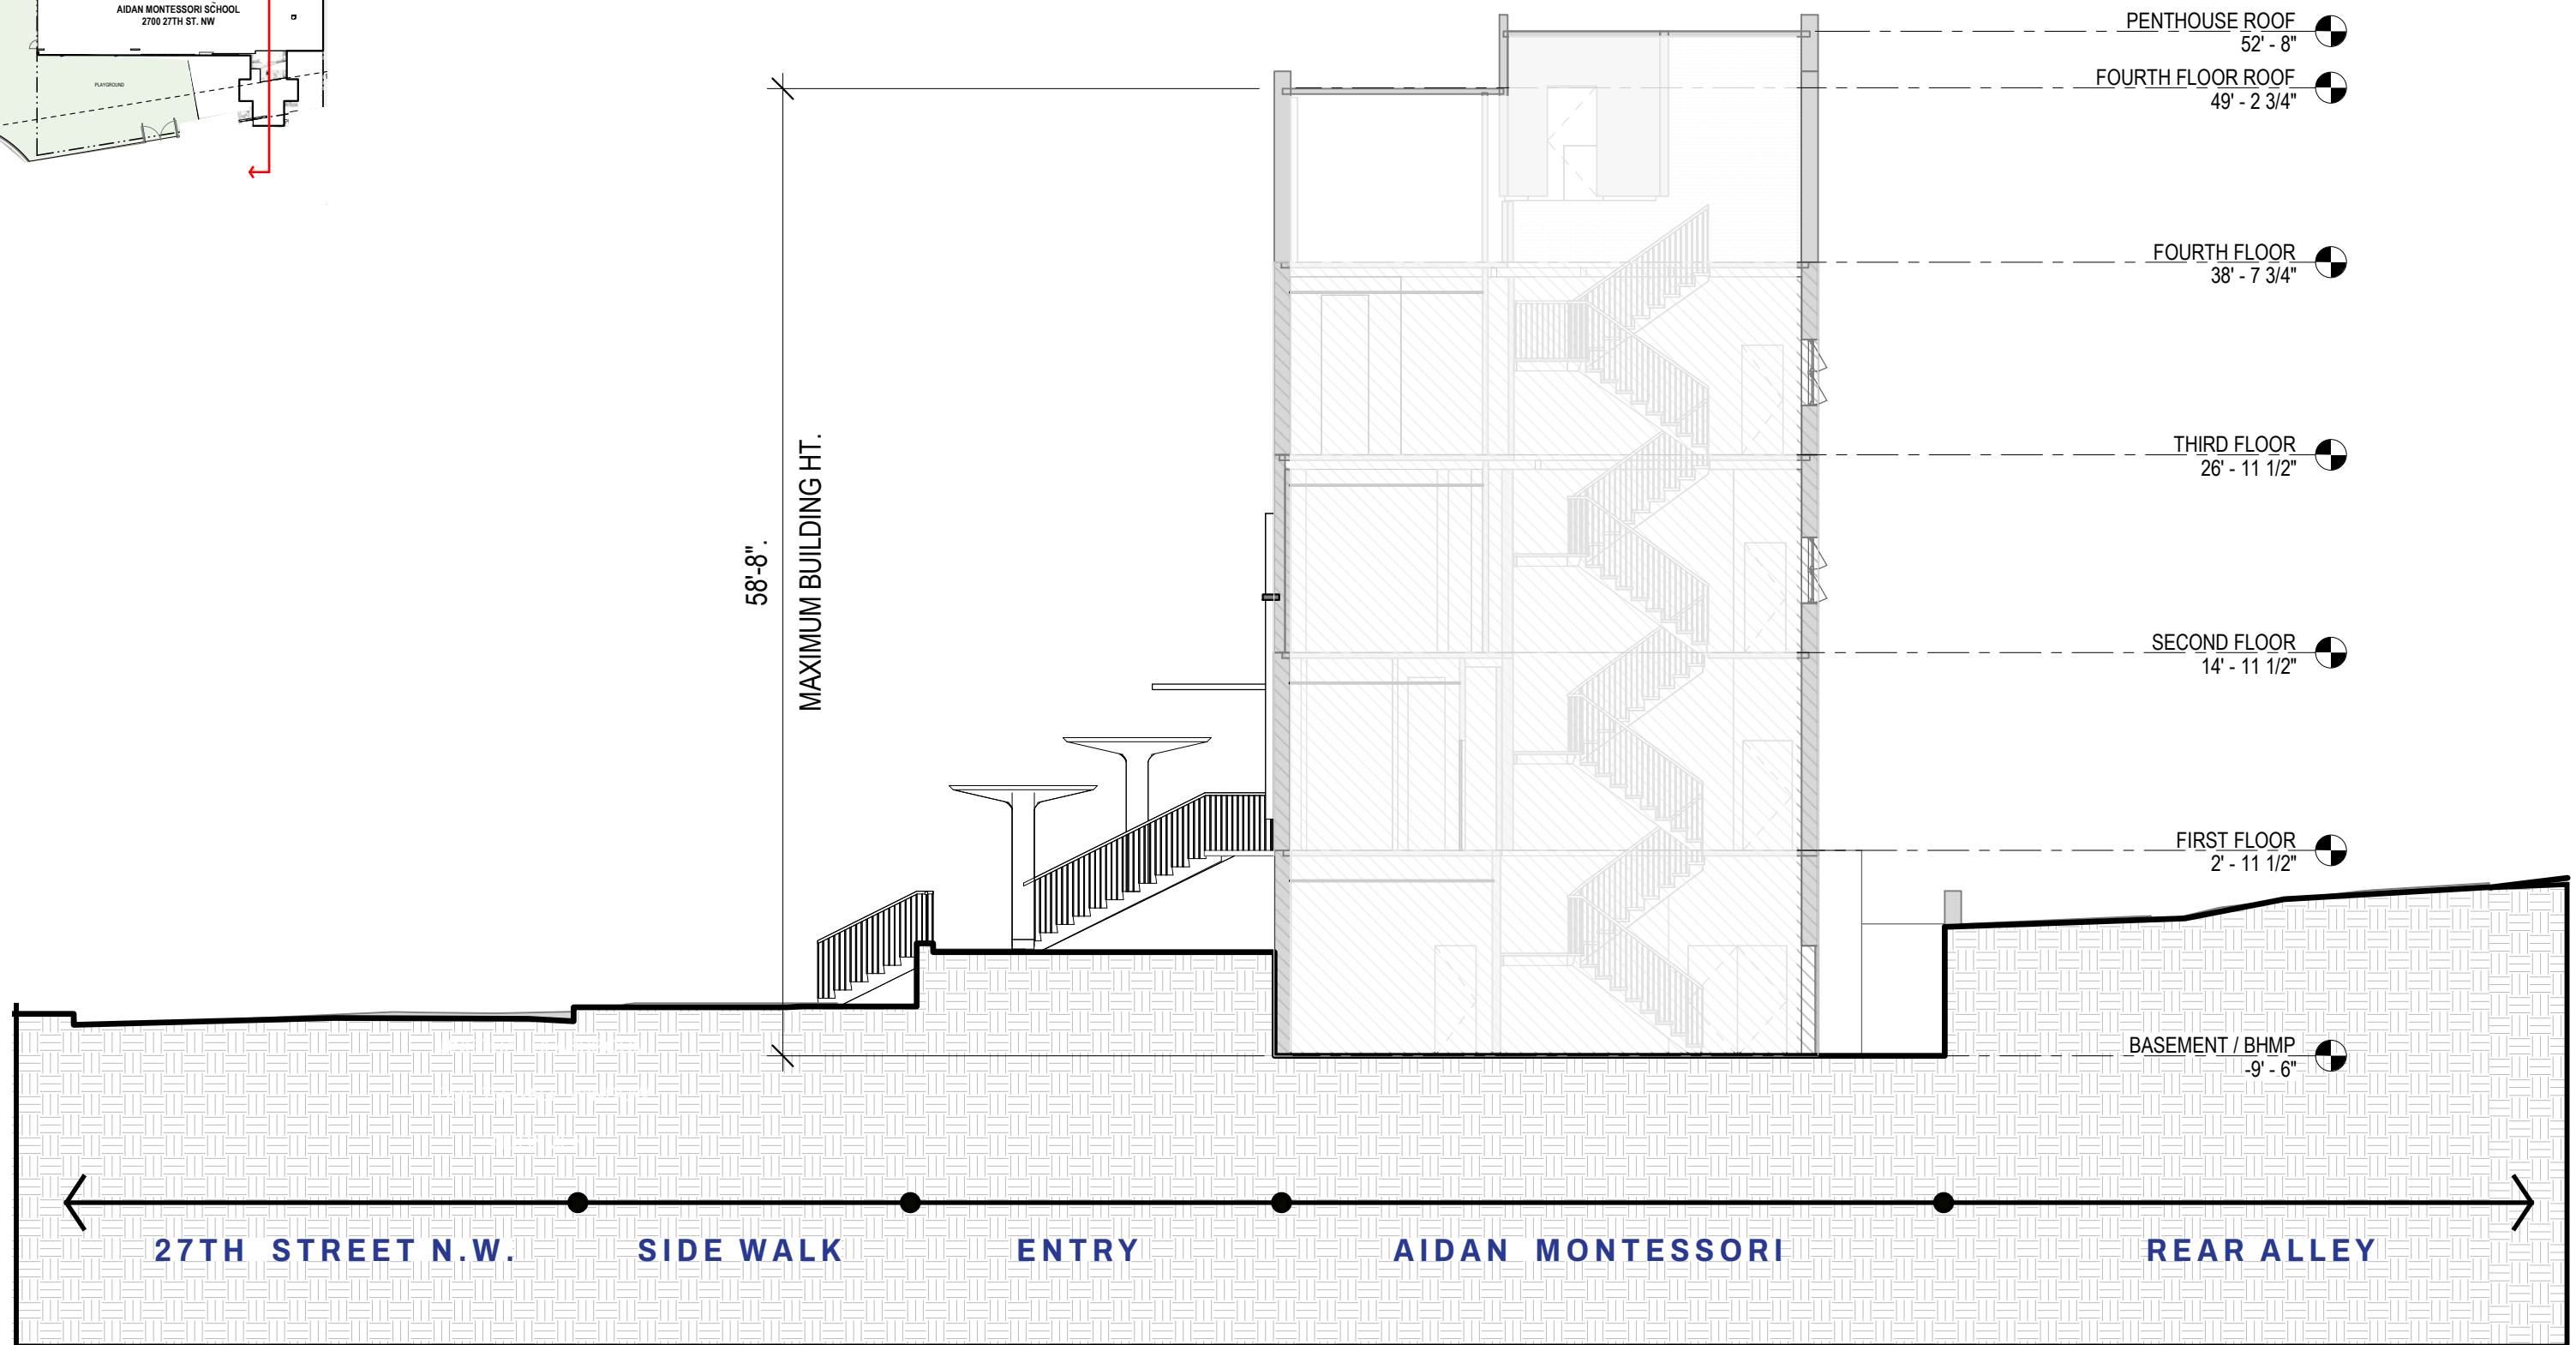 AIDAN MONTESSORI SCHOOL
2700 27TH ST. NW
PLAYGROUND
PENTHOUSE ROOF
52' - 8"
FOURTH FLOOR ROOF
49' - 2 3/4"
FOURTH FLOOR
38' - 7 3/4"
THIRD FLOOR
26' - 11 1/2"
SECOND FLOOR
14' - 11 1/2"
FIRST FLOOR
2' - 11 1/2"
BASEMENT / BHMP
-9' - 6"
58'-8".
MAXIMUM BUILDING HT.
27TH STREET N.W.
SIDE WALK
ENTRY
AIDAN MONTESSORI
REAR ALLEY